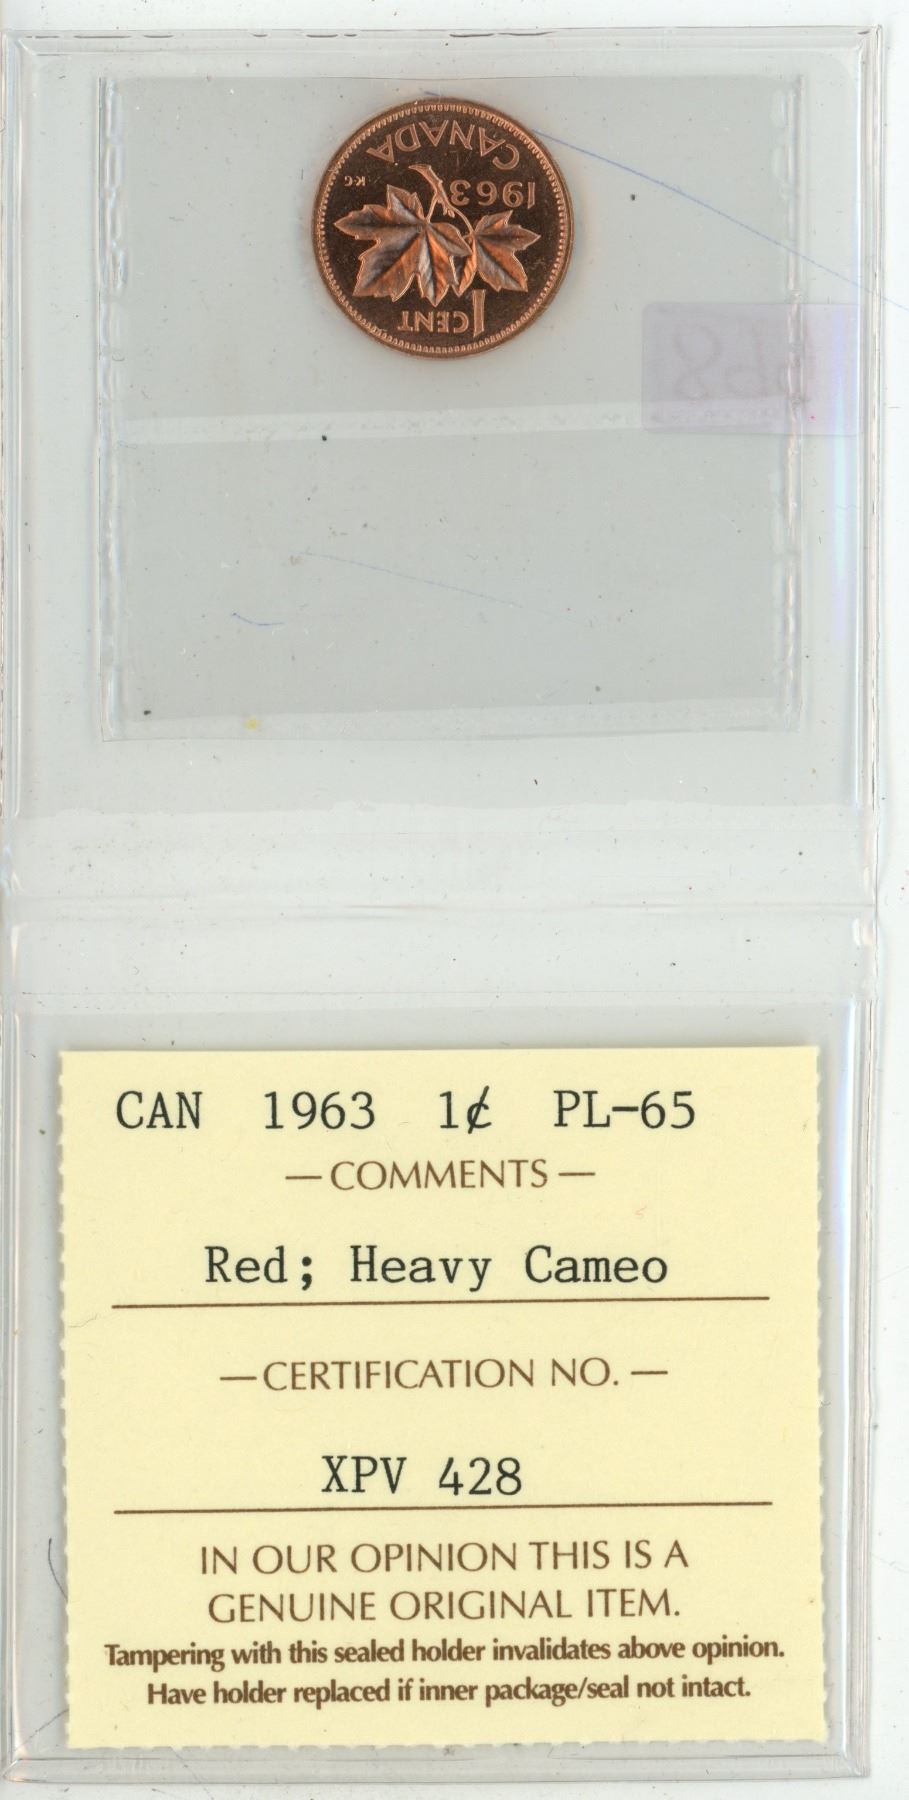 CANADA
1963
K·G
1
CENT
CAN 1963 1¢ PL-65
— COMMENTS —
Red; Heavy Cameo
— CERTIFICATION NO. —
XPV 428
IN OUR OPINION THIS IS A
GENUINE ORIGINAL ITEM.
Tampering with this sealed holder invalidates above opinion.
Have holder replaced if inner package/seal not intact.